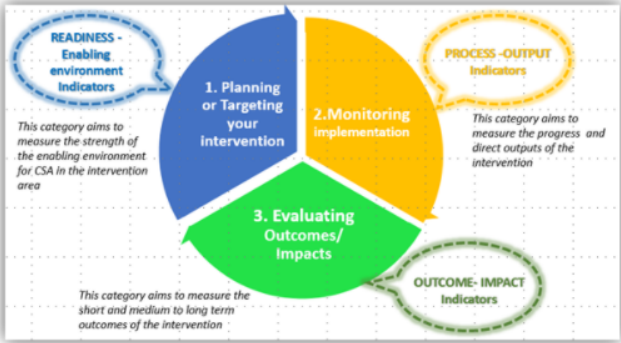 READINESS -
Enabling
environment
Indicators
This category aims to
measure the strength of
the enabling environment
for CSA in the intervention
area
1. Planning
or Targeting
your
intervention
2.Monitoring
implementation
PROCESS -OUTPUT
Indicators
This category aims to
measure the progress and
direct outputs of the
intervention
3. Evaluating
Outcomes/
Impacts
OUTCOME- IMPACT
Indicators
This category aims to measure the
short and medium to long term
outcomes of the intervention